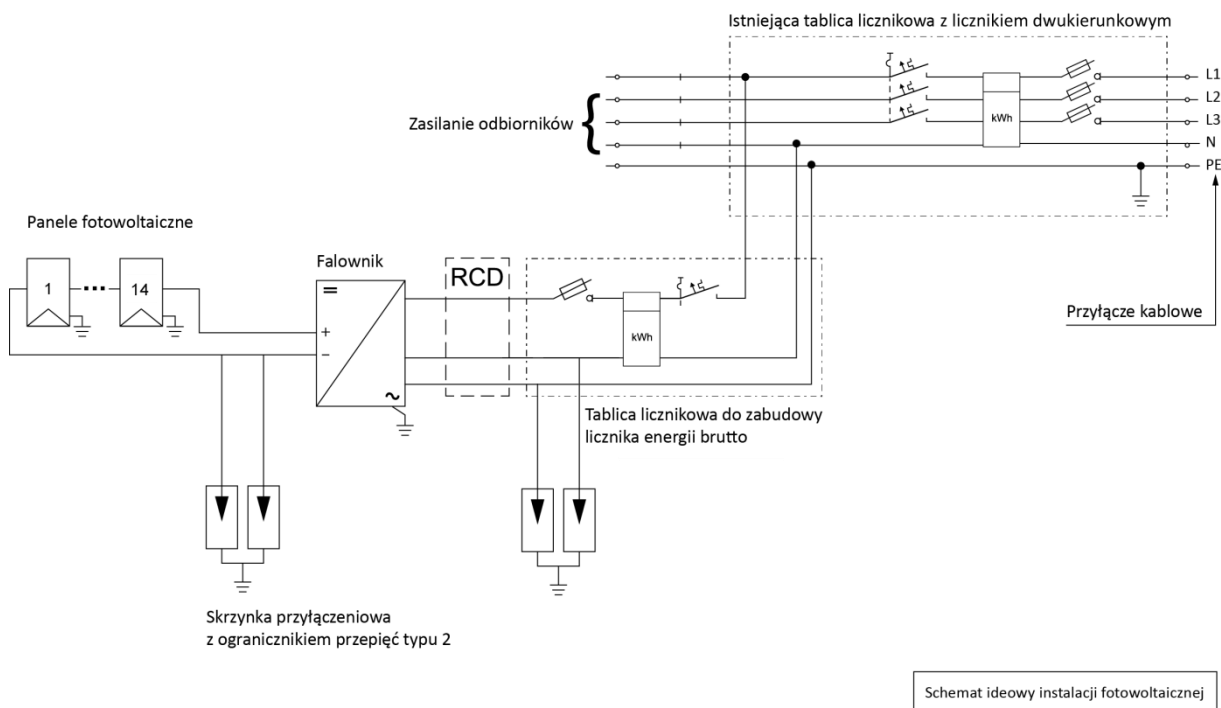 Istniejąca tablica licznikowa z licznikiem dwukierunkowym
L1
L2
L3
N
PE
kWh
Zasilanie odbiorników
Przyłącze kablowe
Panele fotowoltaiczne
1
14
Falownik
RCD
kWh
Tablica licznikowa do zabudowy
licznika energii brutto
Skrzynka przyłączeniowa
z ogranicznikiem przepięć typu 2
Schemat ideowy instalacji fotowoltaicznej